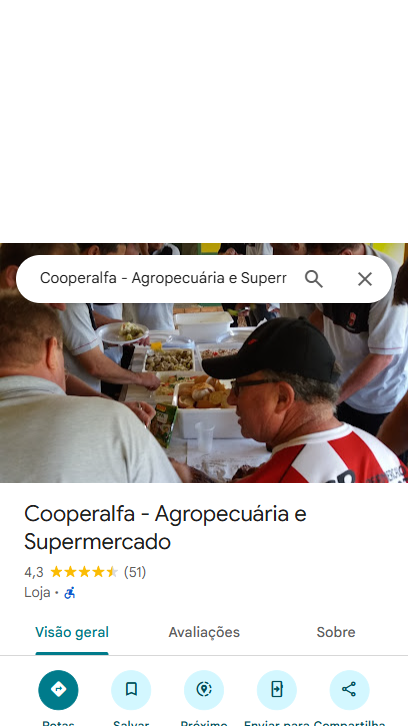 Cooperalfa - Agropecuária e Superr
Cooperalfa - Agropecuária e
Supermercado
4,3 ★★★★★ (51)
Loja ·
Visão geral Avaliações Sobre
Rotas Salvar Próximo Enviar para Compartilha